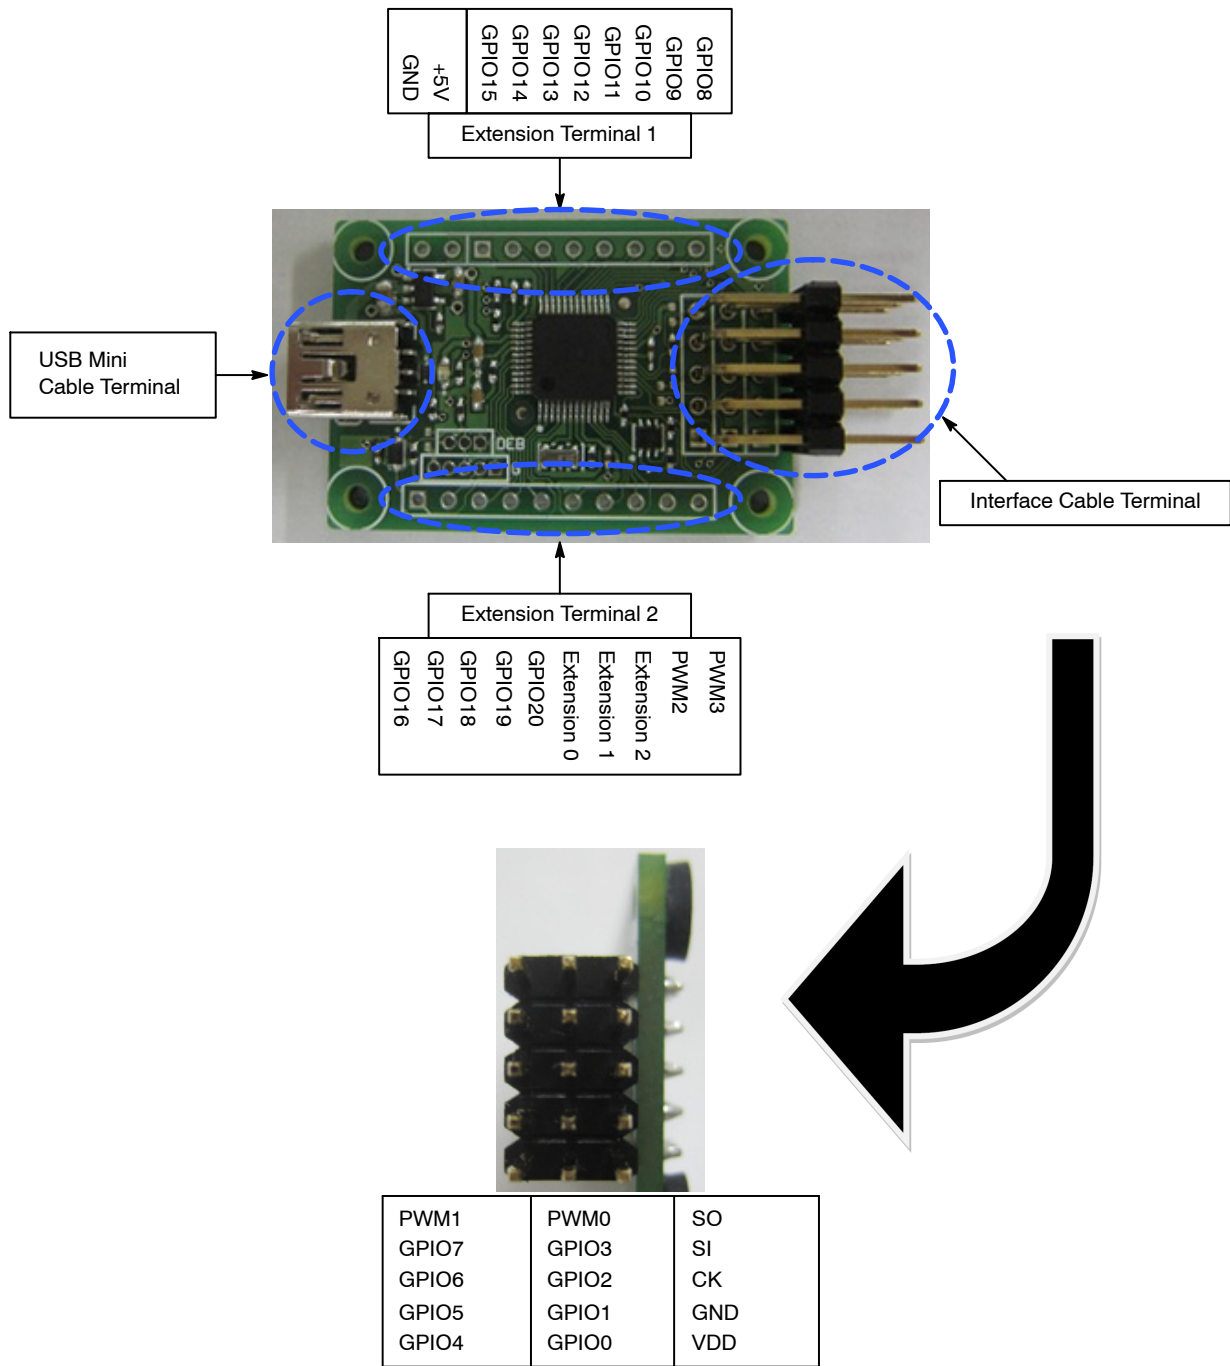 GND
+5V
GPIO15
GPIO14
GPIO13
GPIO12
GPIO11
GPIO10
GPIO9
GPIO8
Extension Terminal 1
USB Mini
Cable Terminal
DEB
Interface Cable Terminal
Extension Terminal 2
GPIO16
GPIO17
GPIO18
GPIO19
GPIO20
Extension 0
Extension 1
Extension 2
PWM2
PWM3
PWM1 PWM0 SO
GPIO7 GPIO3 SI
GPIO6 GPIO2 CK
GPIO5 GPIO1 GND
GPIO4 GPIO0 VDD